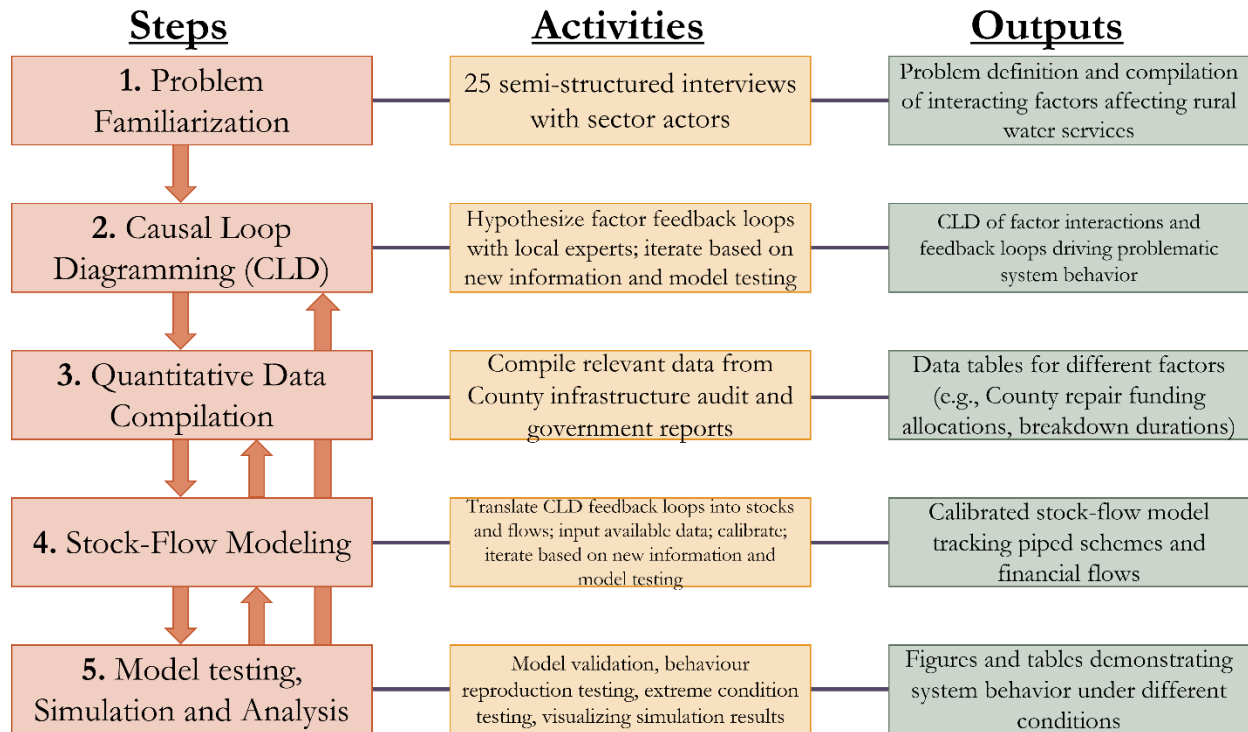 Steps
Activities
Outputs
1. Problem
Familiarization
25 semi-structured interviews
with sector actors
Problem definition and compilation
of interacting factors affecting rural
water services
2. Causal Loop
Diagramming (CLD)
Hypothesize factor feedback loops
with local experts; iterate based on
new information and model testing
CLD of factor interactions and
feedback loops driving problematic
system behavior
3. Quantitative Data
Compilation
Compile relevant data from
County infrastructure audit and
government reports
Data tables for different factors
(e.g., County repair funding
allocations, breakdown durations)
4. Stock-Flow Modeling
Translate CLD feedback loops into stocks
and flows; input available data; calibrate;
iterate based on new information and
model testing
Calibrated stock-flow model
tracking piped schemes and
financial flows
5. Model testing,
Simulation and Analysis
Model validation, behaviour
reproduction testing, extreme condition
testing, visualizing simulation results
Figures and tables demonstrating
system behavior under different
conditions